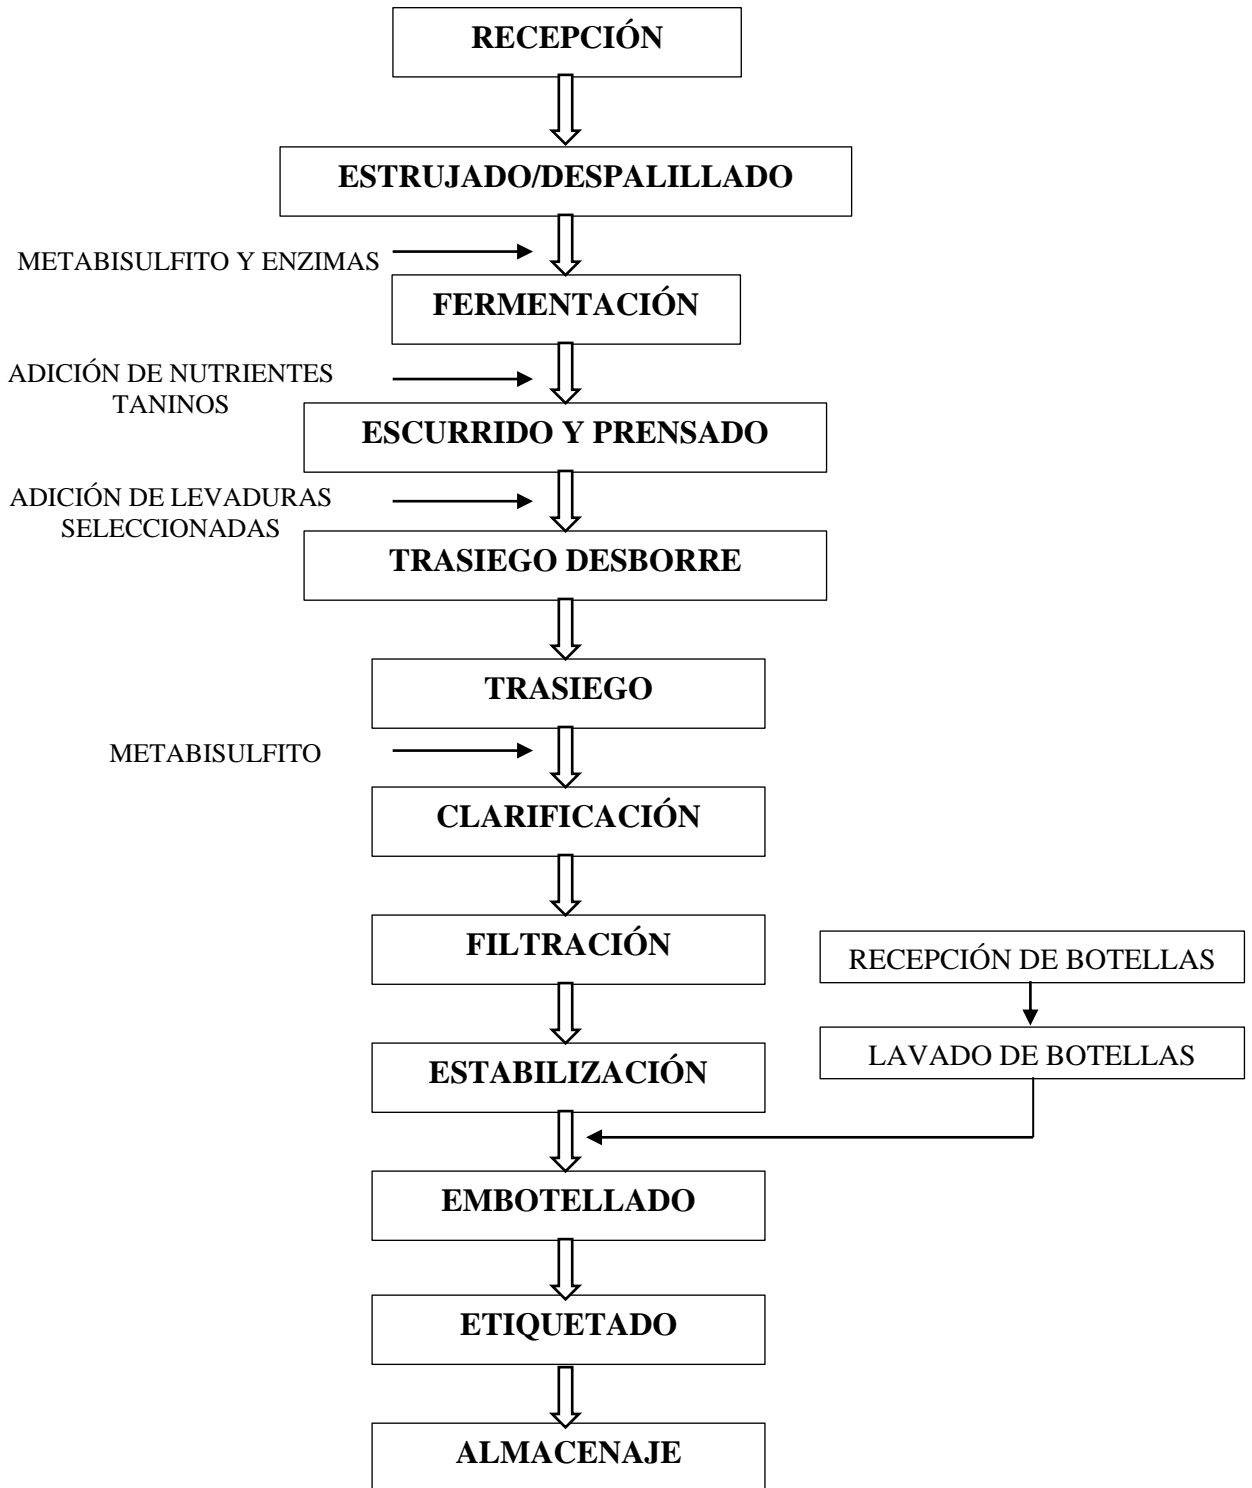 RECEPCIÓN
ESTRUJADO/DESPALILLADO
METABISULFITO Y ENZIMAS
FERMENTACIÓN
ADICIÓN DE NUTRIENTES
TANINOS
ESCURRIDO Y PRENSADO
ADICIÓN DE LEVADURAS
SELECCIONADAS
TRASIEGO DESBORRE
TRASIEGO
METABISULFITO
CLARIFICACIÓN
FILTRACIÓN
RECEPCIÓN DE BOTELLAS
LAVADO DE BOTELLAS
ESTABILIZACIÓN
EMBOTELLADO
ETIQUETADO
ALMACENAJE